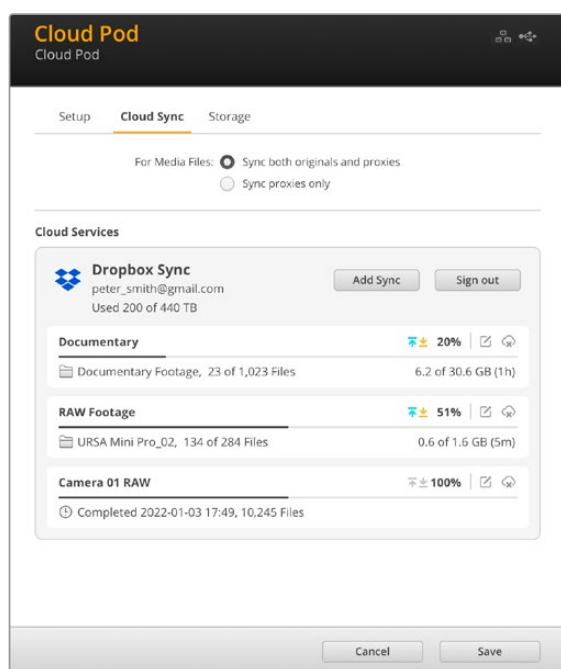 Cloud Pod
Cloud Pod
Setup Cloud Sync Storage
For Media Files: Sync both originals and proxies
Sync proxies only
Cloud Services
Dropbox Sync
peter_smith@gmail.com
Used 200 of 440 TB
Add Sync Sign out
Documentary 20%
Documentary Footage, 23 of 1,023 Files 6.2 of 30.6 GB (1h)
RAW Footage 51%
URSA Mini Pro_02, 134 of 284 Files 0.6 of 1.6 GB (5m)
Camera 01 RAW 100%
Completed 2022-01-03 17:49, 10,245 Files
Cancel Save